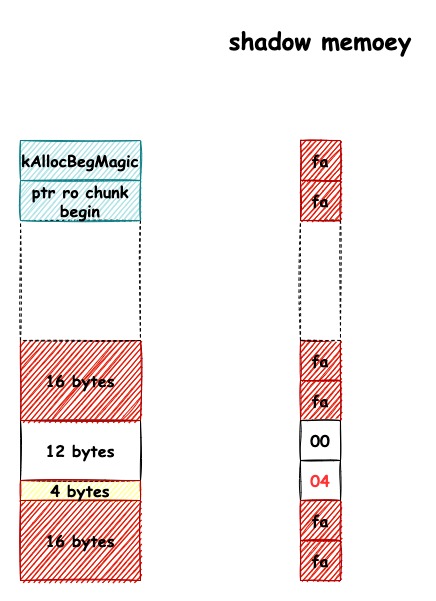 shadow memoey
kAllocBegMagic
fa
ptr ro chunk
begin
fa
16 bytes
fa
fa
12 bytes
00
04
4 bytes
16 bytes
fa
fa